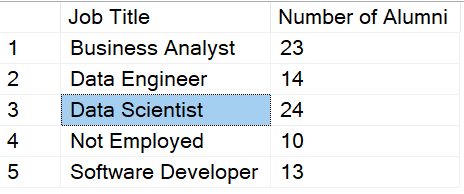 Job Title Number of Alumni
1 Business Analyst 23
2 Data Engineer 14
3 Data Scientist 24
4 Not Employed 10
5 Software Developer 13